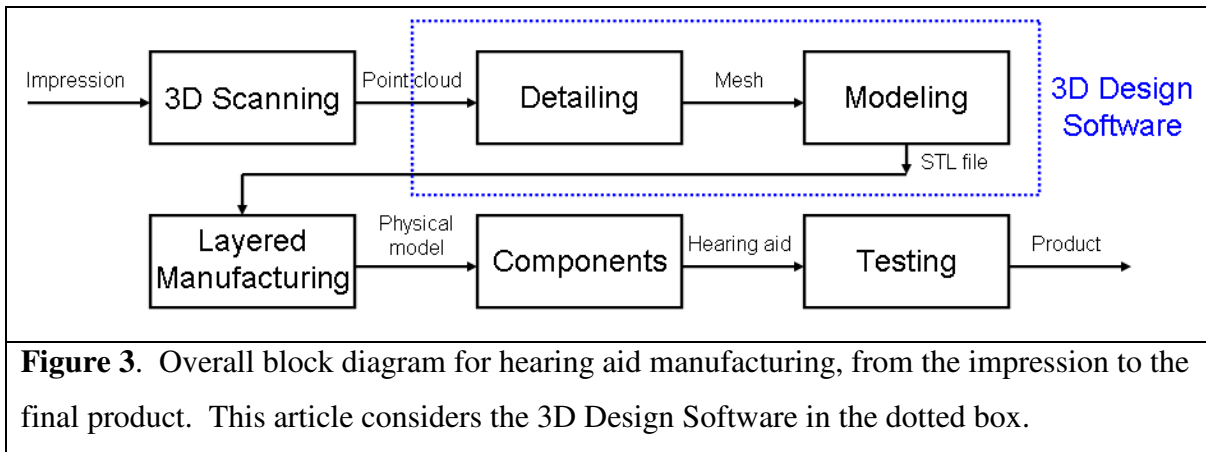 Impression
3D Scanning
Point cloud
Detailing
Mesh
Modeling
3D Design
Software
STL file
Layered
Manufacturing
Physical
model
Components
Hearing aid
Testing
Product
Figure 3.  Overall block diagram for hearing aid manufacturing, from the impression to the
final product.  This article considers the 3D Design Software in the dotted box.